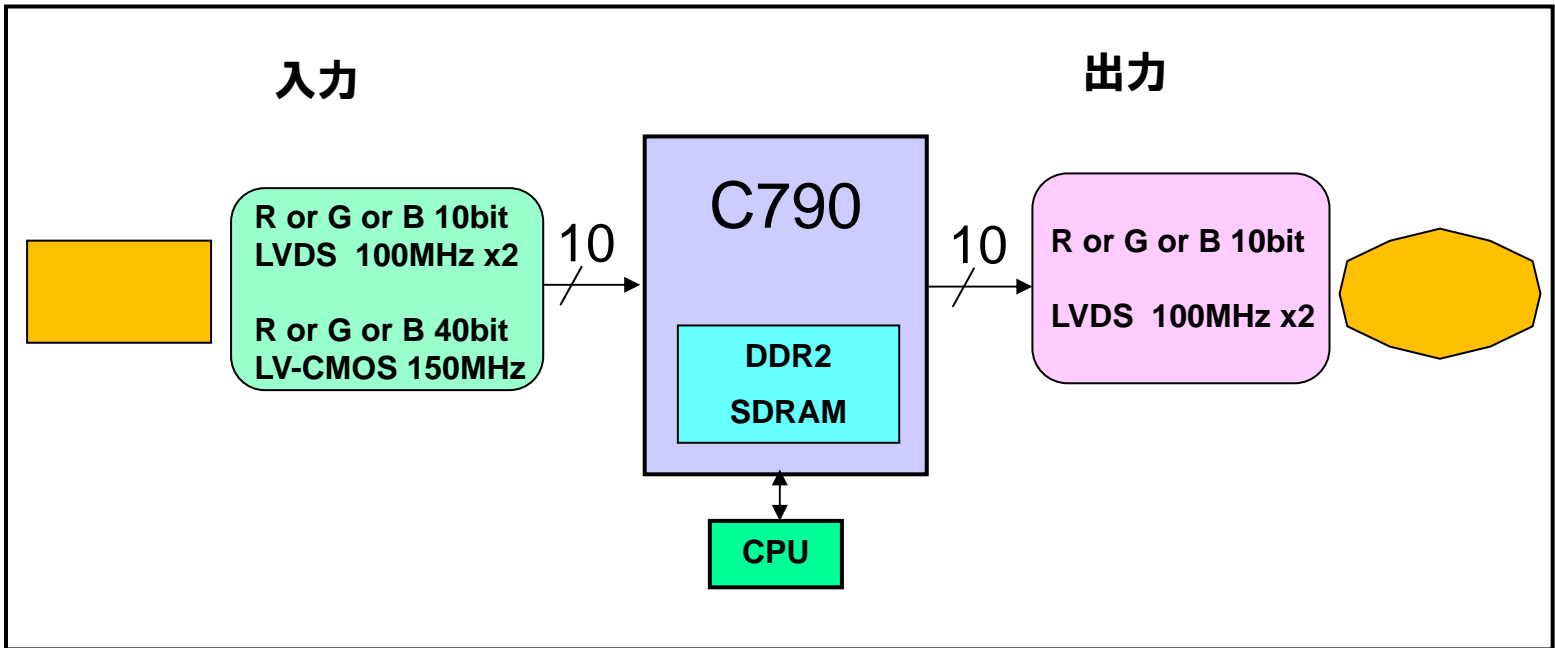 入力
出力
R or G or B 10bit
LVDS  100MHz x2
R or G or B 40bit
LV-CMOS 150MHz
10
C790
DDR2
SDRAM
CPU
10
R or G or B 10bit
LVDS  100MHz x2